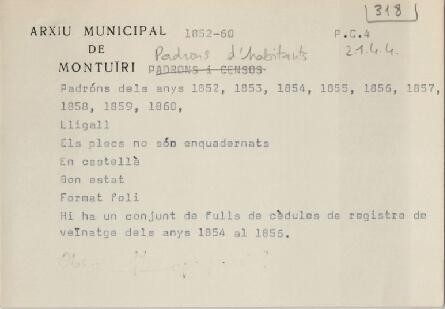 318
ARXIU MUNICIPAL 1852-60 P.C.4
DE Padrons d'habitants 21.4.4.
MONTUÏRI PADRONS i CENSOS
Padróns dels anys 1852, 1853, 1854, 1855, 1856, 1857,
1858, 1859, 1860,
Lligall
Els plecs no són enquadernats
En castellà
Bon estat
Format foli
Hi ha un conjunt de fulls de cèdules de registre de
veïnatge dels anys 1854 al 1856.